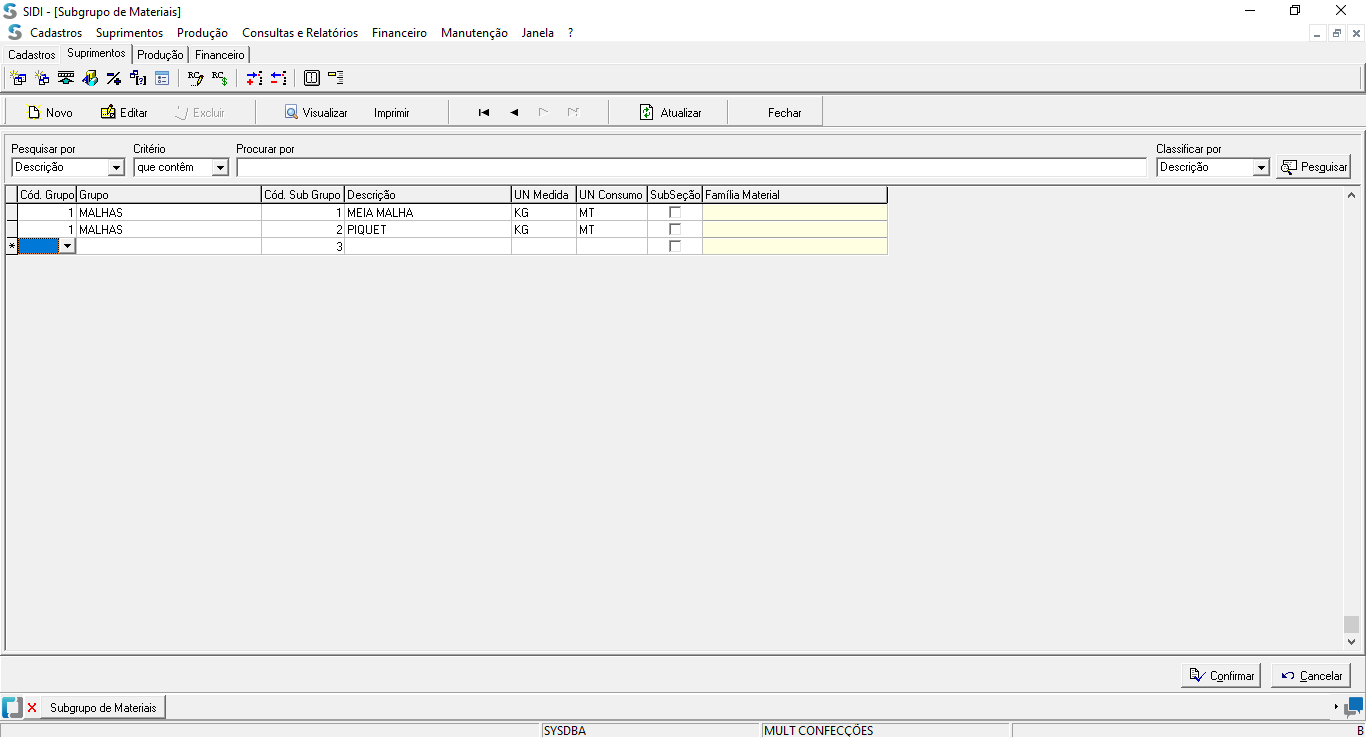 SIDI - [Subgrupo de Materiais]
Cadastros Suprimentos Produção Consultas e Relatórios Financeiro Manutenção Janela ?
Cadastros Suprimentos Produção Financeiro
Novo Editar Excluir Visualizar Imprimir Atualizar Fechar
Pesquisar por Critério Procurar por Classificar por
Descrição que contêm Descrição Pesquisar
Cód. Grupo Grupo Cód. Sub Grupo Descrição UN Medida UN Consumo SubSeção Família Material
1 MALHAS 1 MEIA MALHA KG MT
1 MALHAS 2 PIQUET KG MT
* 3
Confirmar Cancelar
Subgrupo de Materiais
SYSDBA MULT CONFECÇÕES B